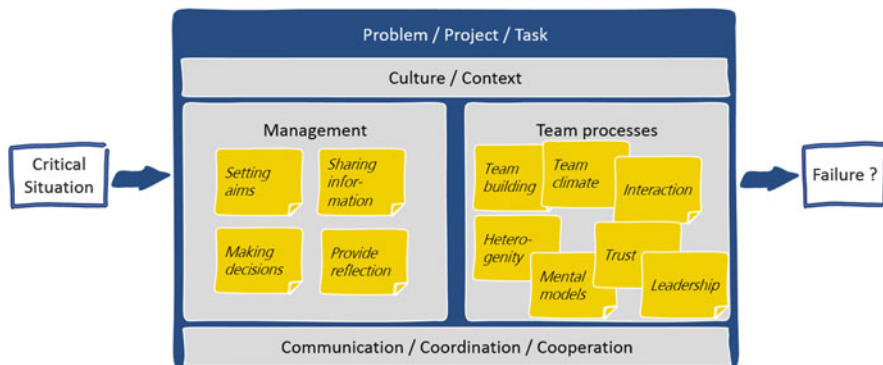 Problem / Project / Task
Culture / Context
Critical
Situation
Management
Setting
aims
Sharing
infor-
mation
Making
decisions
Provide
reflection
Team processes
Team
building
Team
climate
Interaction
Hetero-
genity
Mental
models
Trust
Leadership
Failure ?
Communication / Coordination / Cooperation